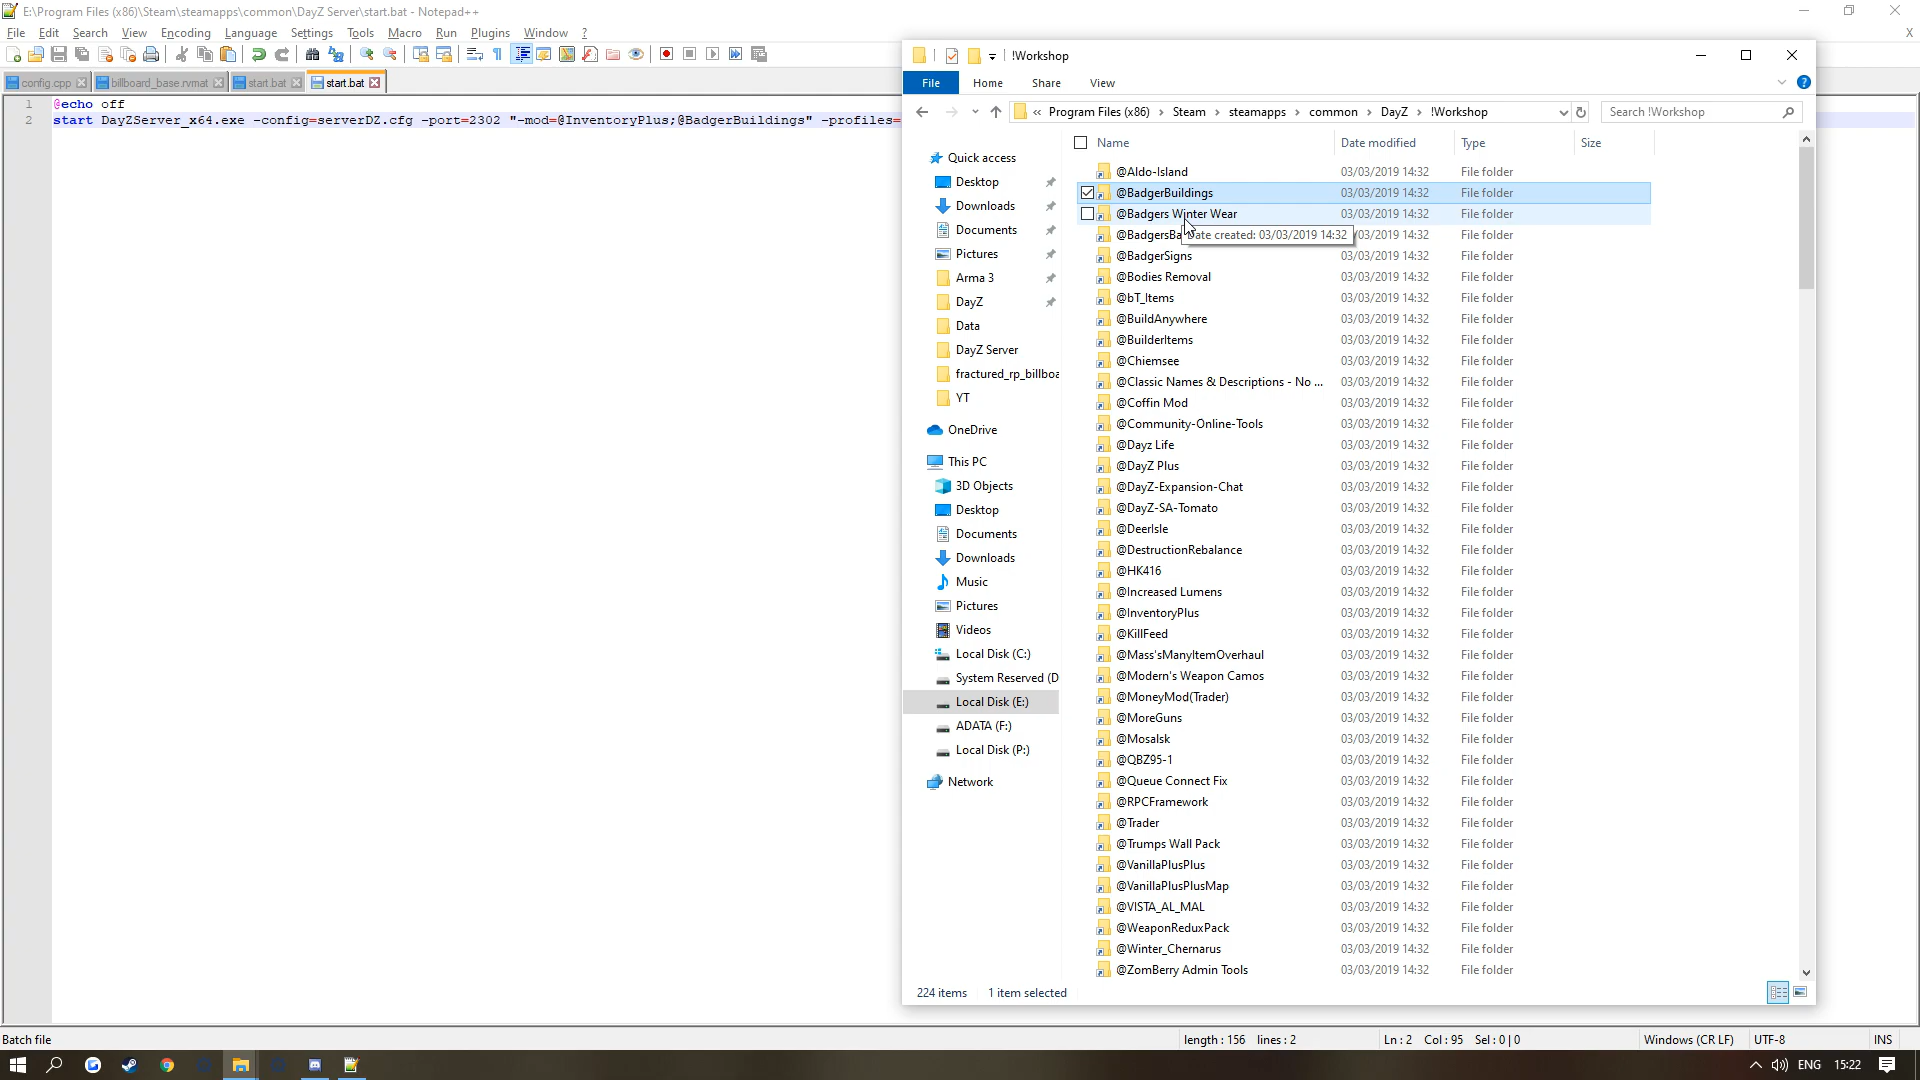 E:\Program Files (x86)\Steam\steamapps\common\DayZ Server\start.bat - Notepad++
File Edit Search View Encoding Language Settings Tools Macro Run Plugins Window ?
X
config.cpp billboard_base.rvmat start.bat start.bat
1 @echo off
2 start DayZServer_x64.exe -config=serverDZ.cfg -port=2302 "-mod=@InventoryPlus;@BadgerBuildings" -profiles=
!Workshop
File Home Share View
« Program Files (x86) › Steam › steamapps › common › DayZ › !Workshop
Search !Workshop
Quick access
Desktop
Downloads
Documents
Pictures
Arma 3
DayZ
Data
DayZ Server
fractured_rp_billboa
YT
OneDrive
This PC
3D Objects
Desktop
Documents
Downloads
Music
Pictures
Videos
Local Disk (C:)
System Reserved (D
Local Disk (E:)
ADATA (F:)
Local Disk (P:)
Network
Name Date modified Type Size
@Aldo-Island 03/03/2019 14:32 File folder
@BadgerBuildings 03/03/2019 14:32 File folder
@Badgers Winter Wear 03/03/2019 14:32 File folder
@BadgersBa Date created: 03/03/2019 14:32 /03/2019 14:32 File folder
@BadgerSigns 03/03/2019 14:32 File folder
@Bodies Removal 03/03/2019 14:32 File folder
@bT_Items 03/03/2019 14:32 File folder
@BuildAnywhere 03/03/2019 14:32 File folder
@BuilderItems 03/03/2019 14:32 File folder
@Chiemsee 03/03/2019 14:32 File folder
@Classic Names & Descriptions - No ... 03/03/2019 14:32 File folder
@Coffin Mod 03/03/2019 14:32 File folder
@Community-Online-Tools 03/03/2019 14:32 File folder
@Dayz Life 03/03/2019 14:32 File folder
@DayZ Plus 03/03/2019 14:32 File folder
@DayZ-Expansion-Chat 03/03/2019 14:32 File folder
@DayZ-SA-Tomato 03/03/2019 14:32 File folder
@DeerIsle 03/03/2019 14:32 File folder
@DestructionRebalance 03/03/2019 14:32 File folder
@HK416 03/03/2019 14:32 File folder
@Increased Lumens 03/03/2019 14:32 File folder
@InventoryPlus 03/03/2019 14:32 File folder
@KillFeed 03/03/2019 14:32 File folder
@Mass'sManyItemOverhaul 03/03/2019 14:32 File folder
@Modern's Weapon Camos 03/03/2019 14:32 File folder
@MoneyMod(Trader) 03/03/2019 14:32 File folder
@MoreGuns 03/03/2019 14:32 File folder
@Mosalsk 03/03/2019 14:32 File folder
@QBZ95-1 03/03/2019 14:32 File folder
@Queue Connect Fix 03/03/2019 14:32 File folder
@RPCFramework 03/03/2019 14:32 File folder
@Trader 03/03/2019 14:32 File folder
@Trumps Wall Pack 03/03/2019 14:32 File folder
@VanillaPlusPlus 03/03/2019 14:32 File folder
@VanillaPlusPlusMap 03/03/2019 14:32 File folder
@VISTA_AL_MAL 03/03/2019 14:32 File folder
@WeaponReduxPack 03/03/2019 14:32 File folder
@Winter_Chernarus 03/03/2019 14:32 File folder
@ZomBerry Admin Tools 03/03/2019 14:32 File folder
224 items 1 item selected
Batch file length : 156 lines : 2 Ln : 2 Col : 95 Sel : 0 | 0 Windows (CR LF) UTF-8 INS
ENG 15:22